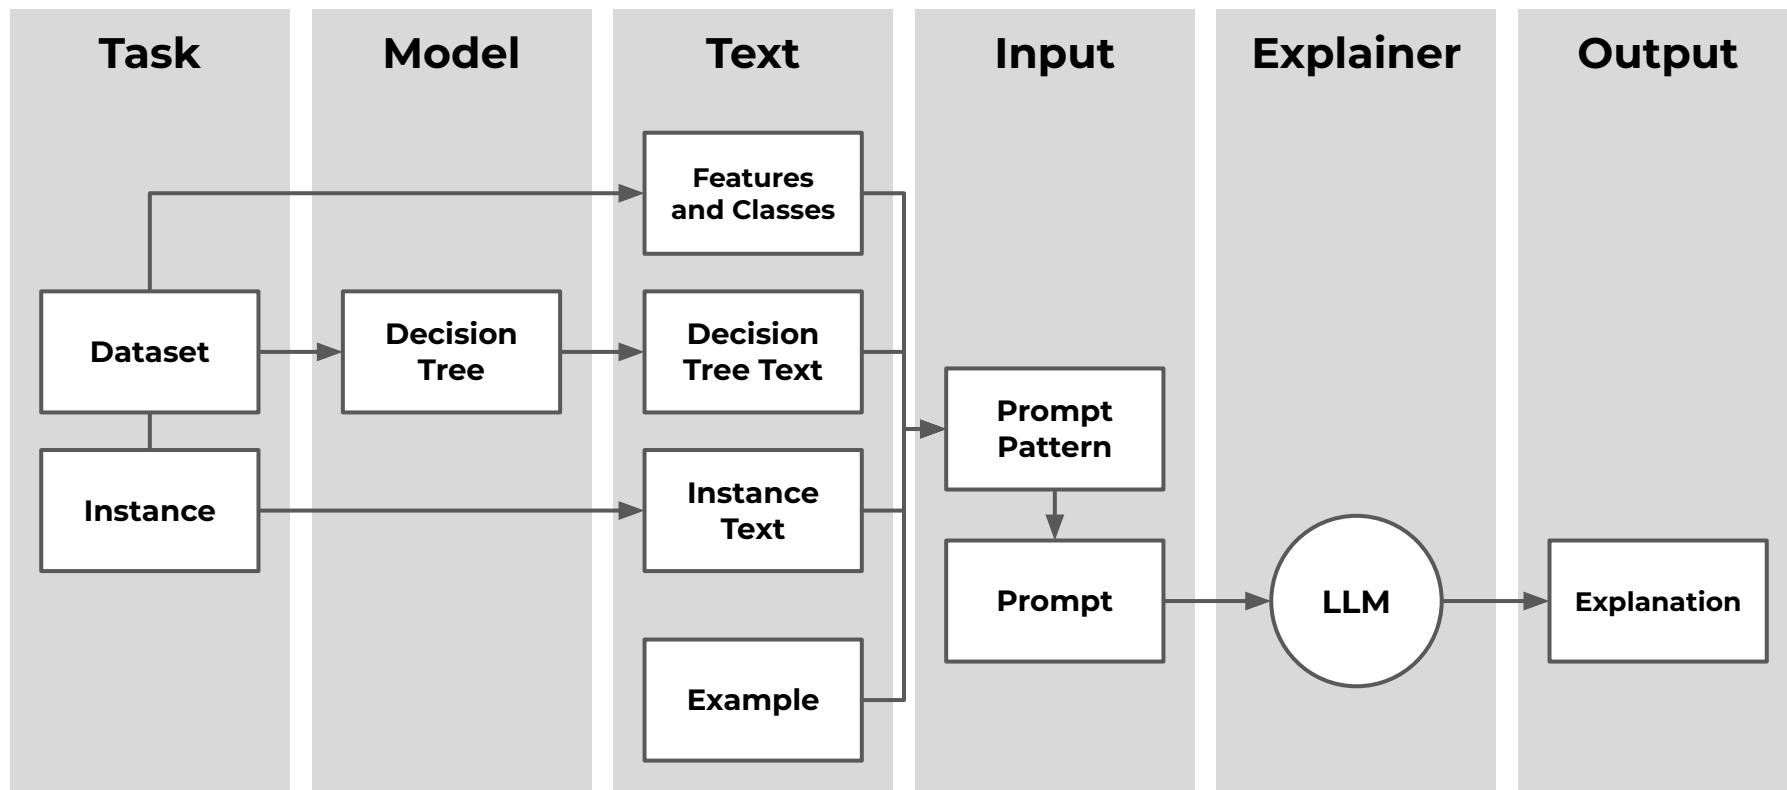 Task
Model
Text
Input
Explainer
Output
Features
and Classes
Dataset
Decision
Tree
Decision
Tree Text
Prompt
Pattern
Instance
Instance
Text
Prompt
LLM
Explanation
Example